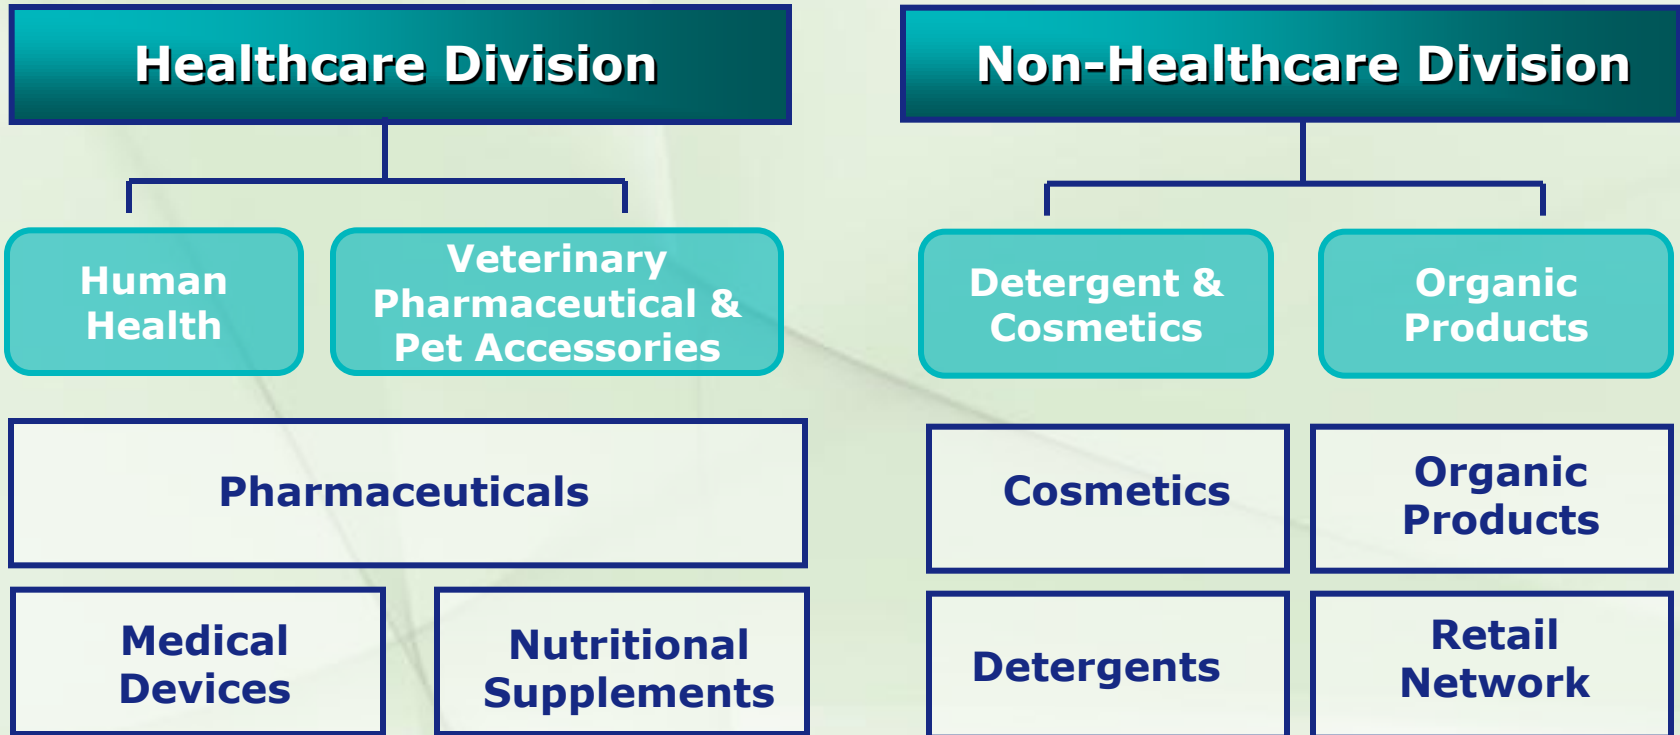 Healthcare Division
Non-Healthcare Division
Human
Health
Veterinary
Pharmaceutical &
Pet Accessories
Detergent &
Cosmetics
Organic
Products
Pharmaceuticals
Cosmetics
Organic
Products
Medical
Devices
Nutritional
Supplements
Detergents
Retail
Network